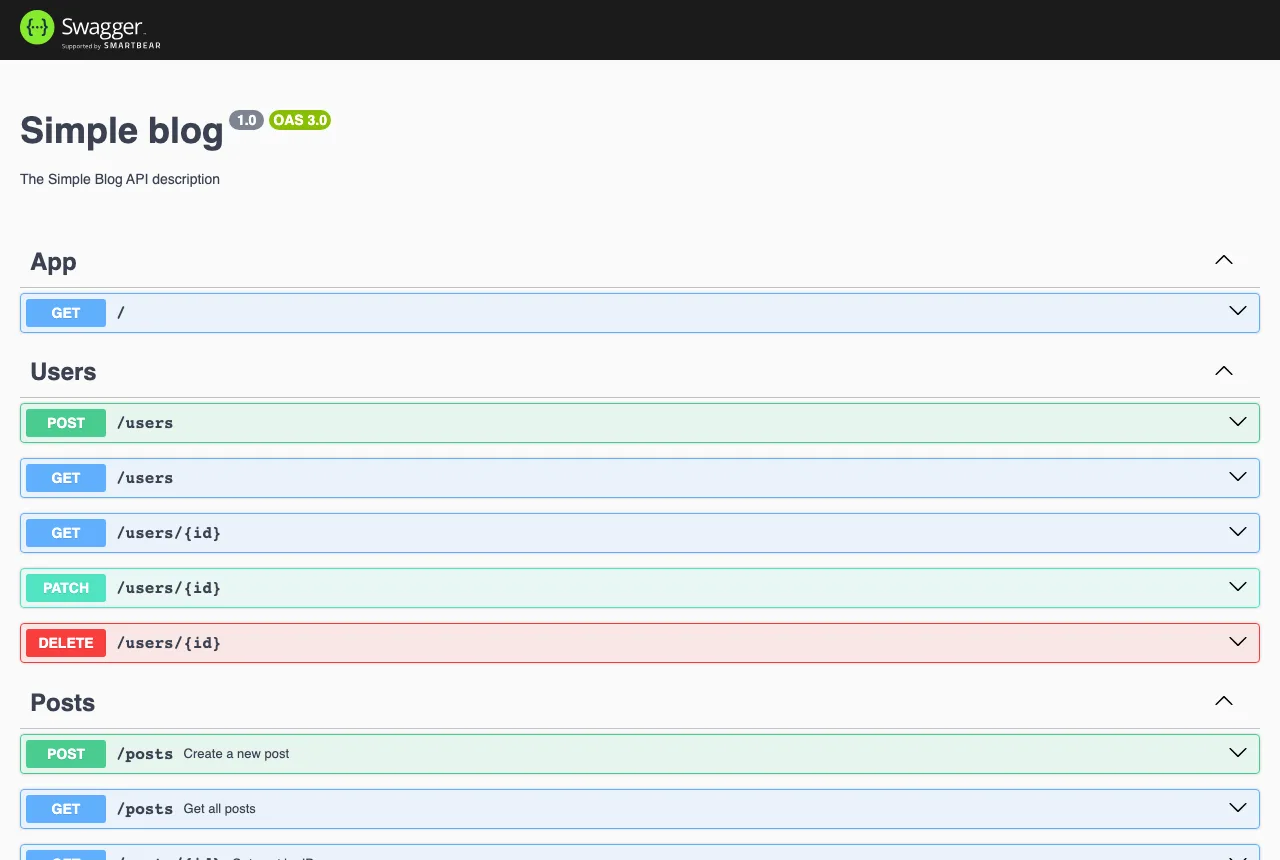 Swagger
Supported by SMARTBEAR
Simple blog 1.0 OAS 3.0
The Simple Blog API description
App
GET /
Users
POST /users
GET /users
GET /users/{id}
PATCH /users/{id}
DELETE /users/{id}
Posts
POST /posts Create a new post
GET /posts Get all posts